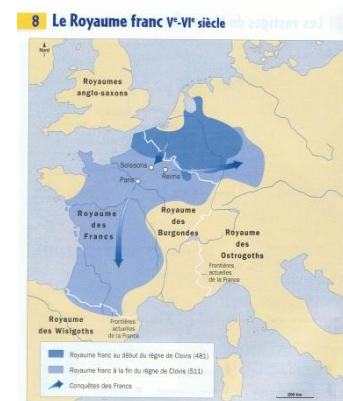 8 Le Royaume franc Vᵉ-VIᵉ siècle
Nord
Royaumes
anglo-saxons
Soissons
Reims
Paris
Royaume
des
Francs
Royaume
des
Burgondes
Royaume
des
Ostrogoths
Frontières
actuelles
de la France
Royaume
des Wisigoths
Frontières
actuelles
de la France
Royaume franc au début du règne de Clovis (481)
Royaume franc à la fin du règne de Clovis (511)
Conquêtes des Francs
200 km